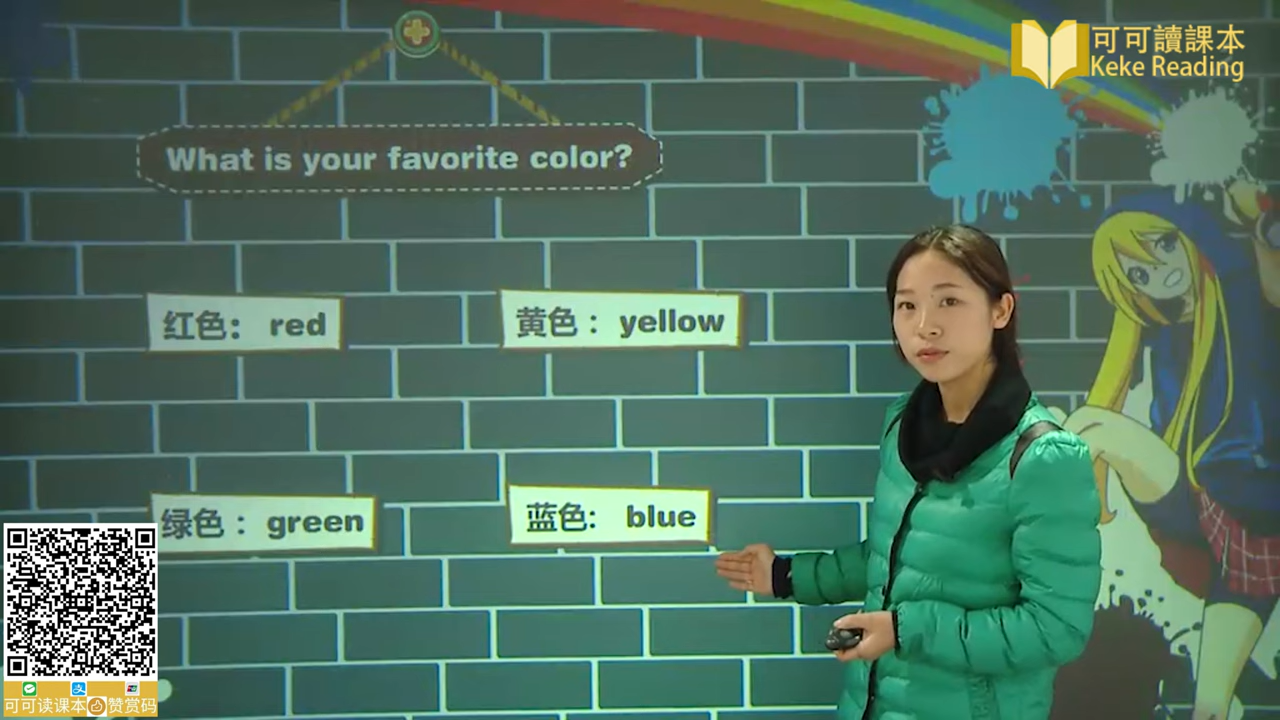 可可讀課本
Keke Reading
What is your favorite color?
红色： red
黄色： yellow
绿色： green
蓝色： blue
可可读课本 赞赏码